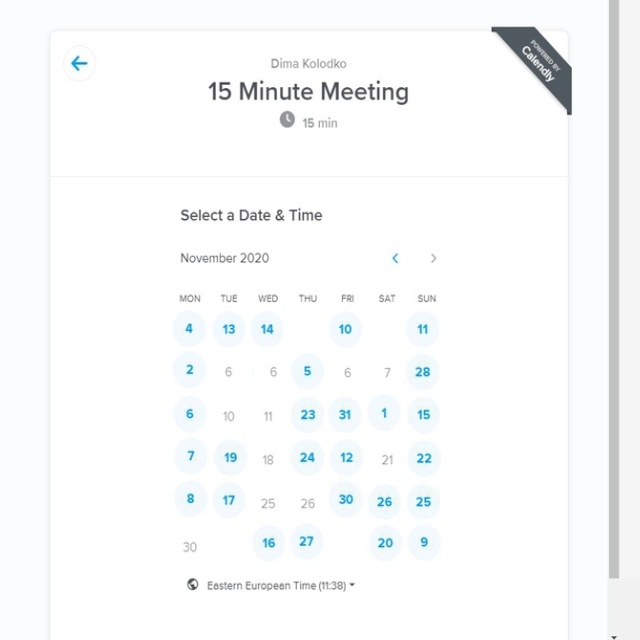 POWERED BY
Calendly
Dima Kolodko
15 Minute Meeting
15 min
Select a Date & Time
November 2020
MON TUE WED THU FRI SAT SUN
4 13 14 10 11
2 6 6 5 6 7 28
6 10 11 23 31 1 15
7 19 18 24 12 21 22
8 17 25 26 30 26 25
30 16 27 20 9
Eastern European Time (11:38)